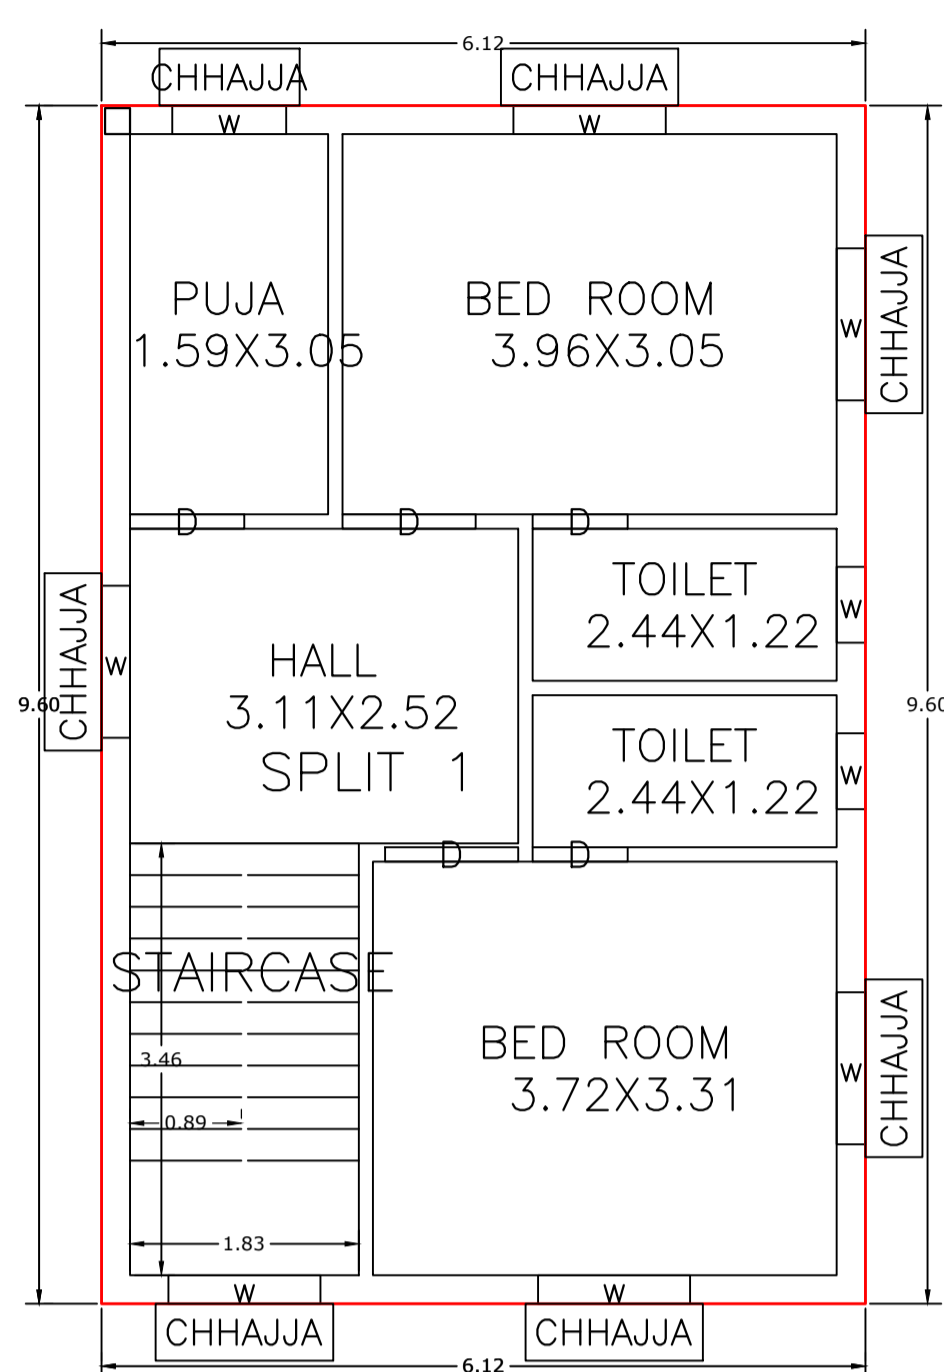 6.12
CHHAJJA
CHHAJJA
W
W
PUJA
1.59X3.05
BED ROOM
3.96X3.05
W
CHHAJJA
D
D
D
CHHAJJA
W
9.60
HALL
3.11X2.52
SPLIT 1
TOILET
2.44X1.22
W
TOILET
2.44X1.22
W
9.60
D
D
STAIRCASE
3.46
0.89
1.83
BED ROOM
3.72X3.31
W
CHHAJJA
W
W
CHHAJJA
CHHAJJA
6.12